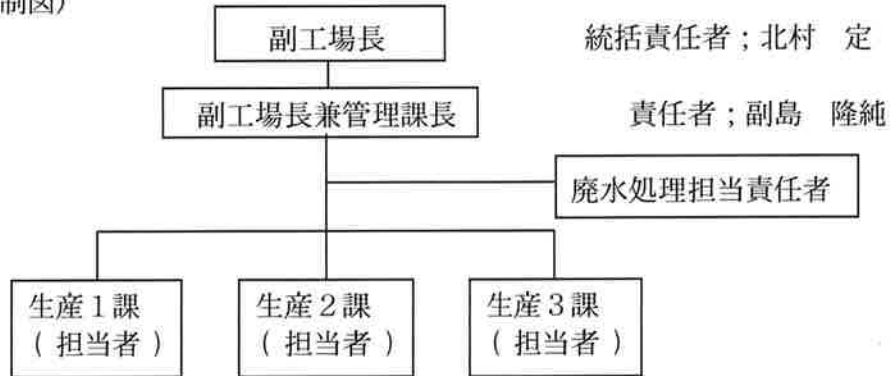 制図）
副工場長　統括責任者；北村　定
副工場長兼管理課長　責任者；副島　隆純
廃水処理担当責任者
生産１課　生産２課　生産３課
（ 担当者 ）　（ 担当者 ）　（ 担当者 ）